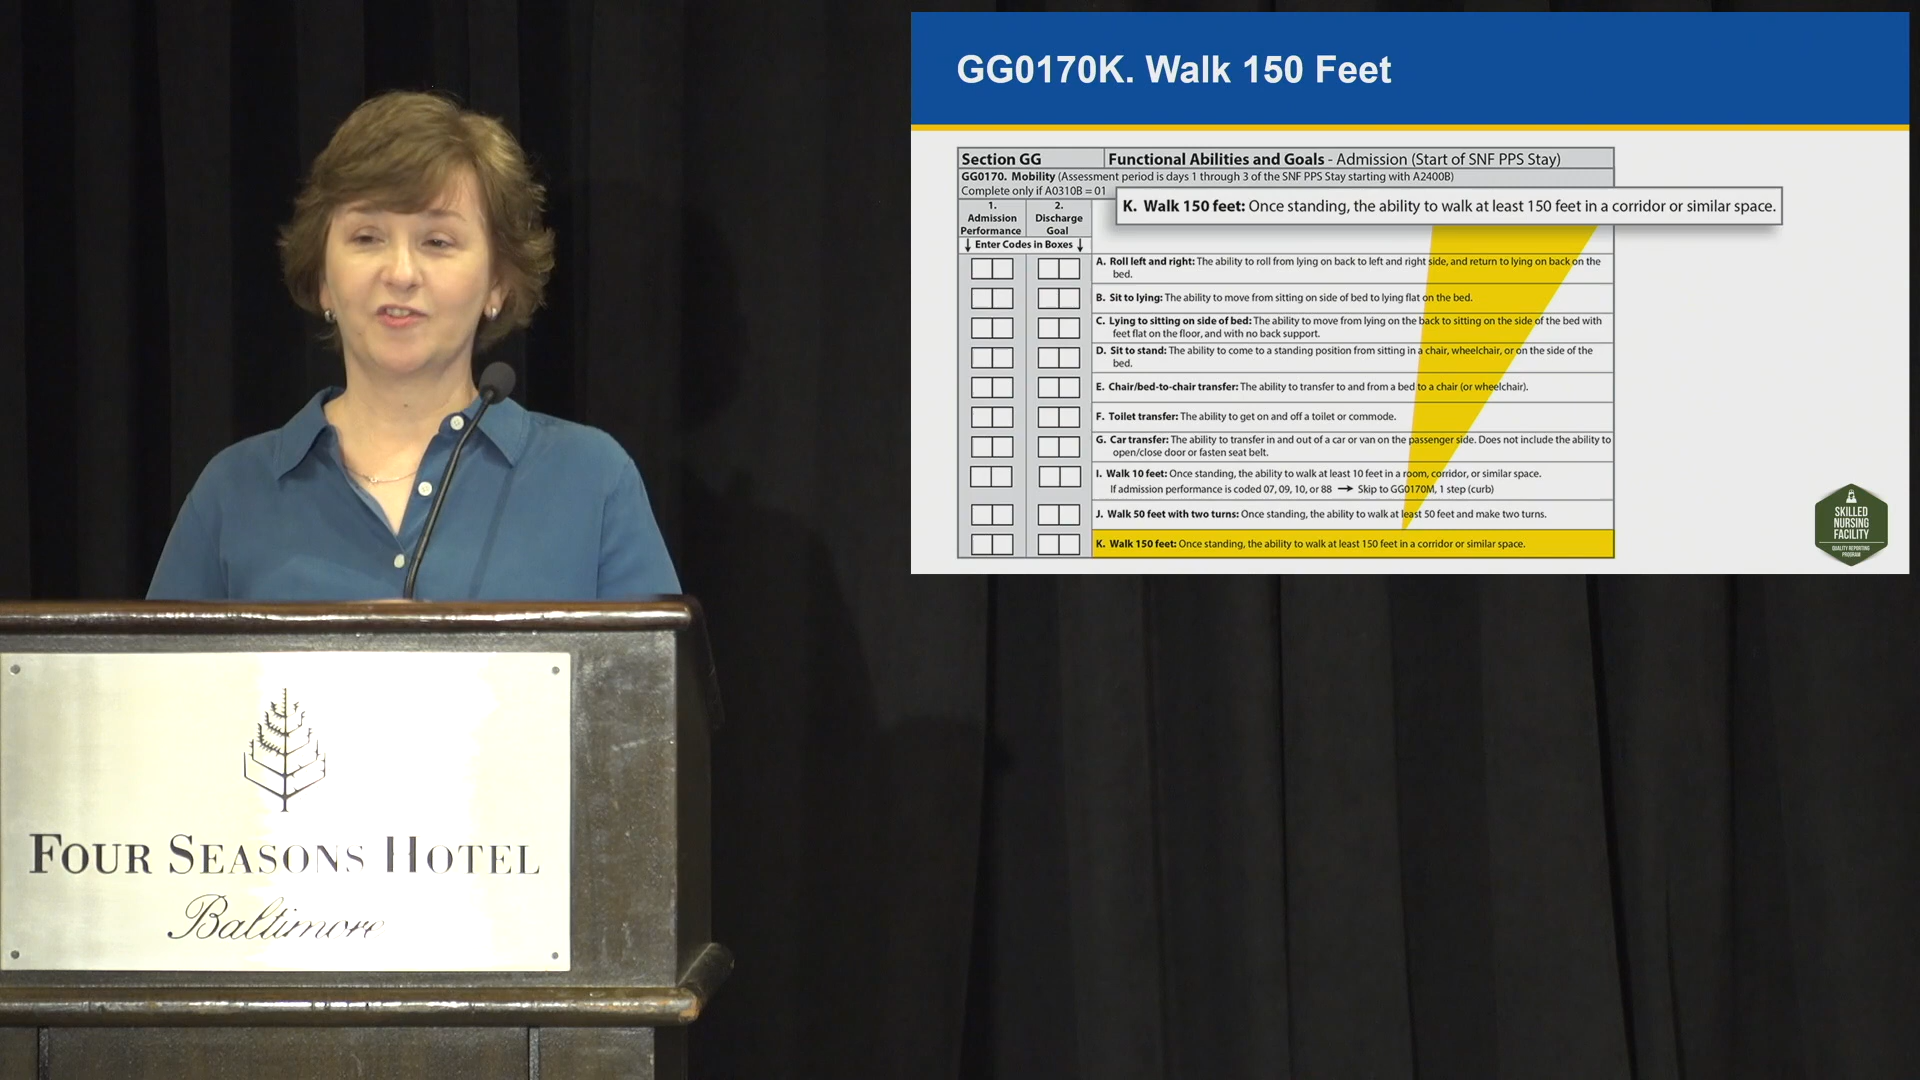 GG0170K. Walk 150 Feet
Section GG
Functional Abilities and Goals - Admission (Start of SNF PPS Stay)
GG0170. Mobility (Assessment period is days 1 through 3 of the SNF PPS Stay starting with A2400B)
Complete only if A0310B = 01
K. Walk 150 feet: Once standing, the ability to walk at least 150 feet in a corridor or similar space.
1.
Admission
Performance
2.
Discharge
Goal
↓ Enter Codes in Boxes ↓
A. Roll left and right: The ability to roll from lying on back to left and right side, and return to lying on back on the
bed.
B. Sit to lying: The ability to move from sitting on side of bed to lying flat on the bed.
C. Lying to sitting on side of bed: The ability to move from lying on the back to sitting on the side of the bed with
feet flat on the floor, and with no back support.
D. Sit to stand: The ability to come to a standing position from sitting in a chair, wheelchair, or on the side of the
bed.
E. Chair/bed-to-chair transfer: The ability to transfer to and from a bed to a chair (or wheelchair).
F. Toilet transfer: The ability to get on and off a toilet or commode.
G. Car transfer: The ability to transfer in and out of a car or van on the passenger side. Does not include the ability to
open/close door or fasten seat belt.
I. Walk 10 feet: Once standing, the ability to walk at least 10 feet in a room, corridor, or similar space.
If admission performance is coded 07, 09, 10, or 88 → Skip to GG0170M, 1 step (curb)
J. Walk 50 feet with two turns: Once standing, the ability to walk at least 50 feet and make two turns.
K. Walk 150 feet: Once standing, the ability to walk at least 150 feet in a corridor or similar space.
SKILLED
NURSING
FACILITY
QUALITY REPORTING
PROGRAM
FOUR SEASONS HOTEL
Baltimore